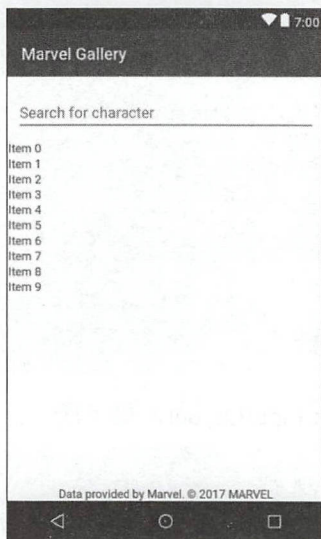 7:00
Marvel Gallery
Search for character
Item 0
Item 1
Item 2
Item 3
Item 4
Item 5
Item 6
Item 7
Item 8
Item 9
Data provided by Marvel. © 2017 MARVEL